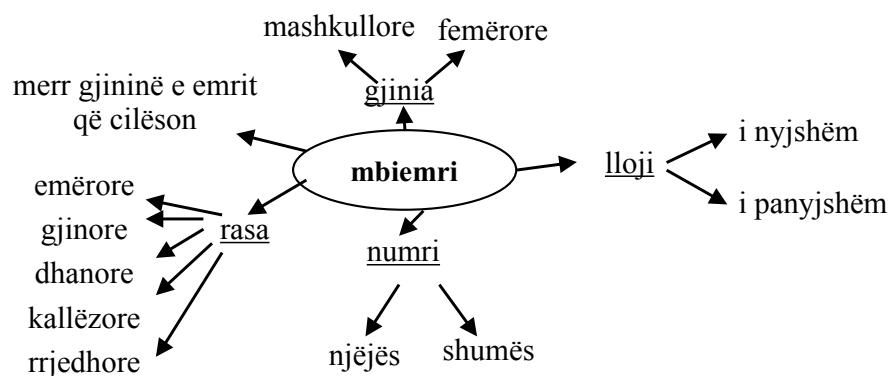 mashkullore
femërore
gjinia
merr gjininë e emrit
që cilëson
mbiemri
lloji
i nyjshëm
i panyjshëm
emërore
gjinore
dhanore
kallëzore
rrjedhore
rasa
numri
njëjës
shumës